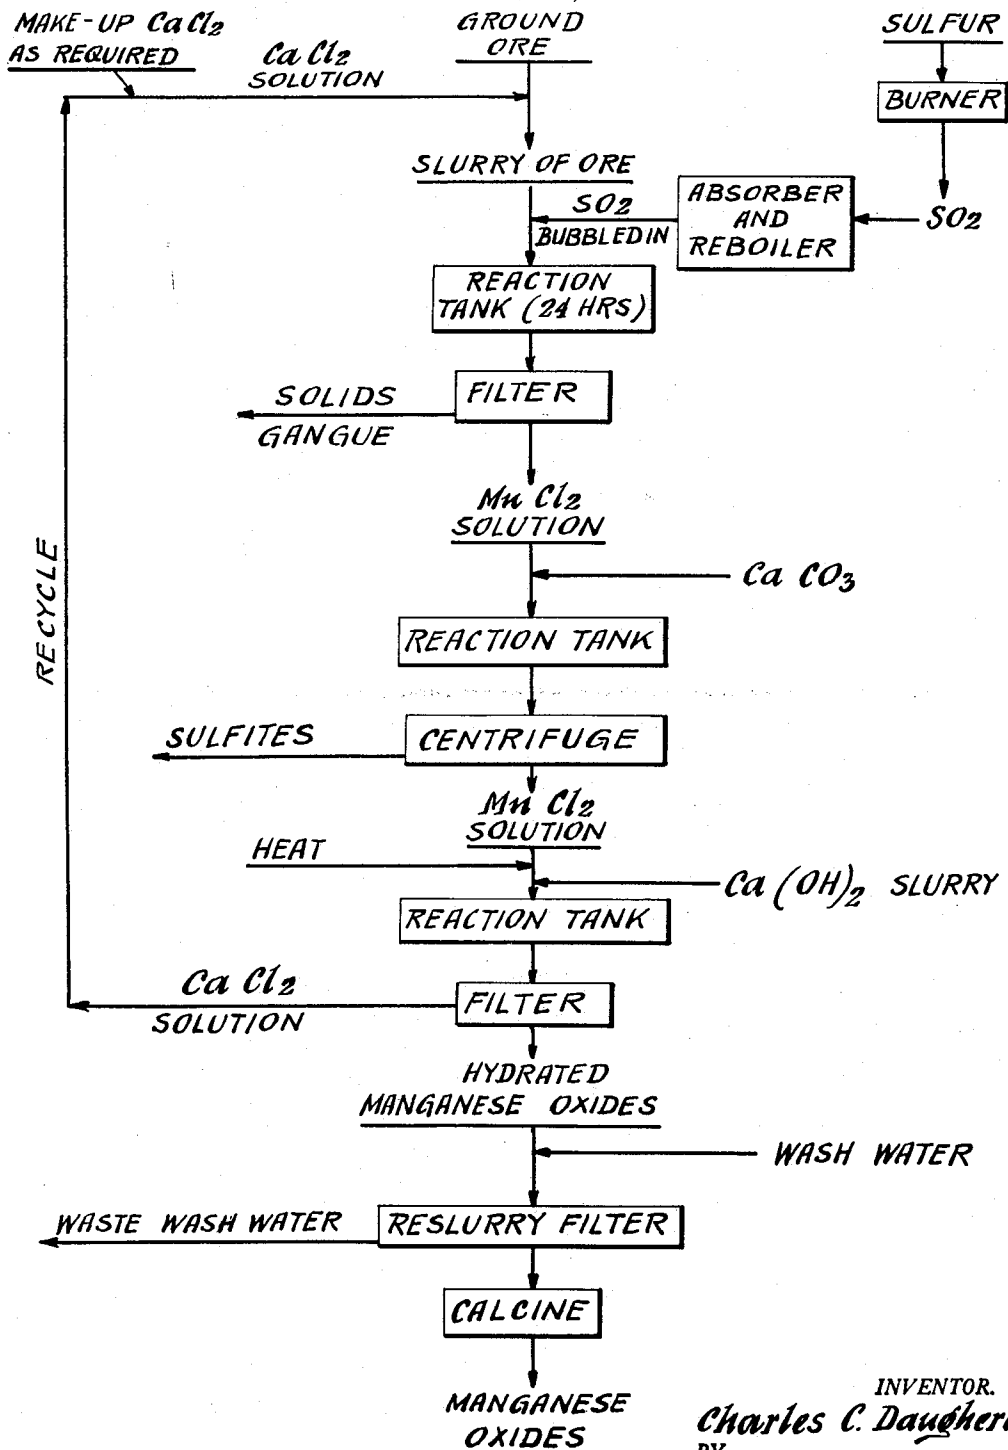 MAKE-UP CaCl2
AS REQUIRED
CaCl2
SOLUTION
GROUND
ORE
SULFUR
BURNER
SLURRY OF ORE
SO2
BUBBLED IN
ABSORBER
AND
REBOILER
SO2
REACTION
TANK (24 HRS)
FILTER
SOLIDS
GANGUE
MnCl2
SOLUTION
CaCO3
RECYCLE
REACTION TANK
CENTRIFUGE
SULFITES
MnCl2
SOLUTION
HEAT
Ca(OH)2 SLURRY
REACTION TANK
CaCl2
SOLUTION
FILTER
HYDRATED
MANGANESE OXIDES
WASH WATER
WASTE WASH WATER
RESLURRY FILTER
CALCINE
MANGANESE
OXIDES
INVENTOR.
Charles C.
BY